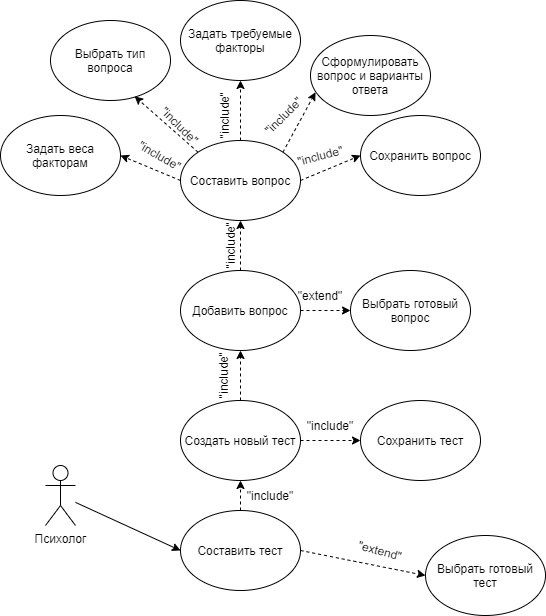 Задать требуемые
факторы
Выбрать тип
вопроса
Сформулировать
вопрос и варианты
ответа
"include"
"include"
"include"
Задать веса
факторам
"include"
Составить вопрос
"include"
Сохранить вопрос
"include"
Добавить вопрос
"extend"
Выбрать готовый
вопрос
"include"
Создать новый тест
"include"
Сохранить тест
"include"
Психолог
Составить тест
"extend"
Выбрать готовый
тест